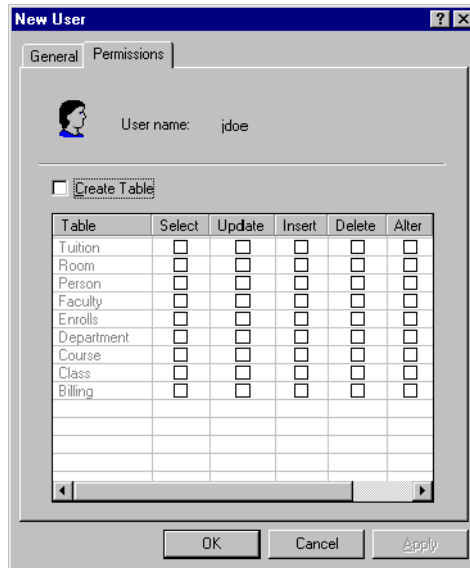 New User
General Permissions
User name: jdoe
Create Table
Table Select Update Insert Delete Alter
Tuition
Room
Person
Faculty
Enrolls
Department
Course
Class
Billing
OK Cancel Apply